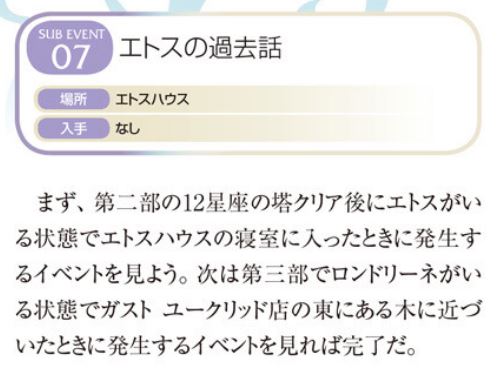 SUB EVENT
07
エトスの過去話
場所 エトスハウス
入手 なし
まず、第二部の12星座の塔クリア後にエトスがい
る状態でエトスハウスの寝室に入ったときに発生す
るイベントを見よう。次は第三部でロンドリーネがい
る状態でガスト ユークリッド店の東にある木に近づ
いたときに発生するイベントを見れば完了だ。